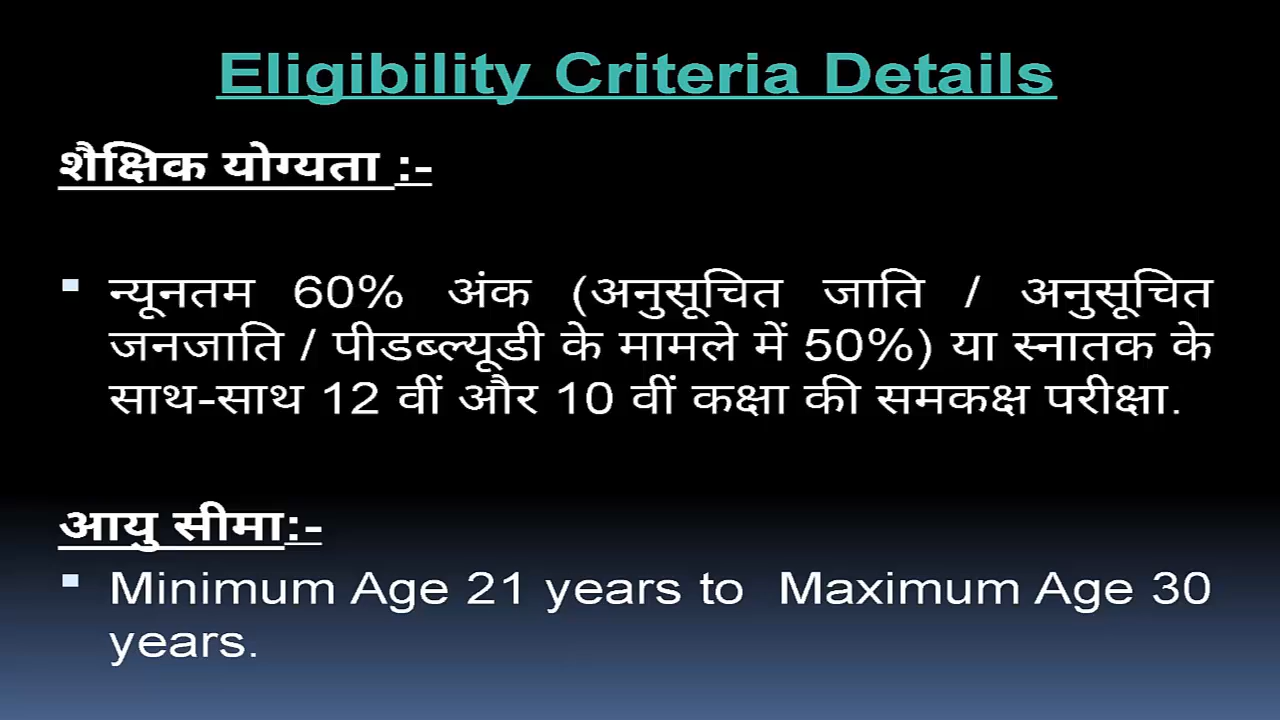 Eligibility Criteria Details
शैक्षिक योग्यता :-
न्यूनतम 60% अंक (अनुसूचित जाति / अनुसूचित
जनजाति / पीडब्ल्यूडी के मामले में 50%) या स्नातक के
साथ-साथ 12 वीं और 10 वीं कक्षा की समकक्ष परीक्षा.
आयु सीमा:-
Minimum Age 21 years to Maximum Age 30
years.